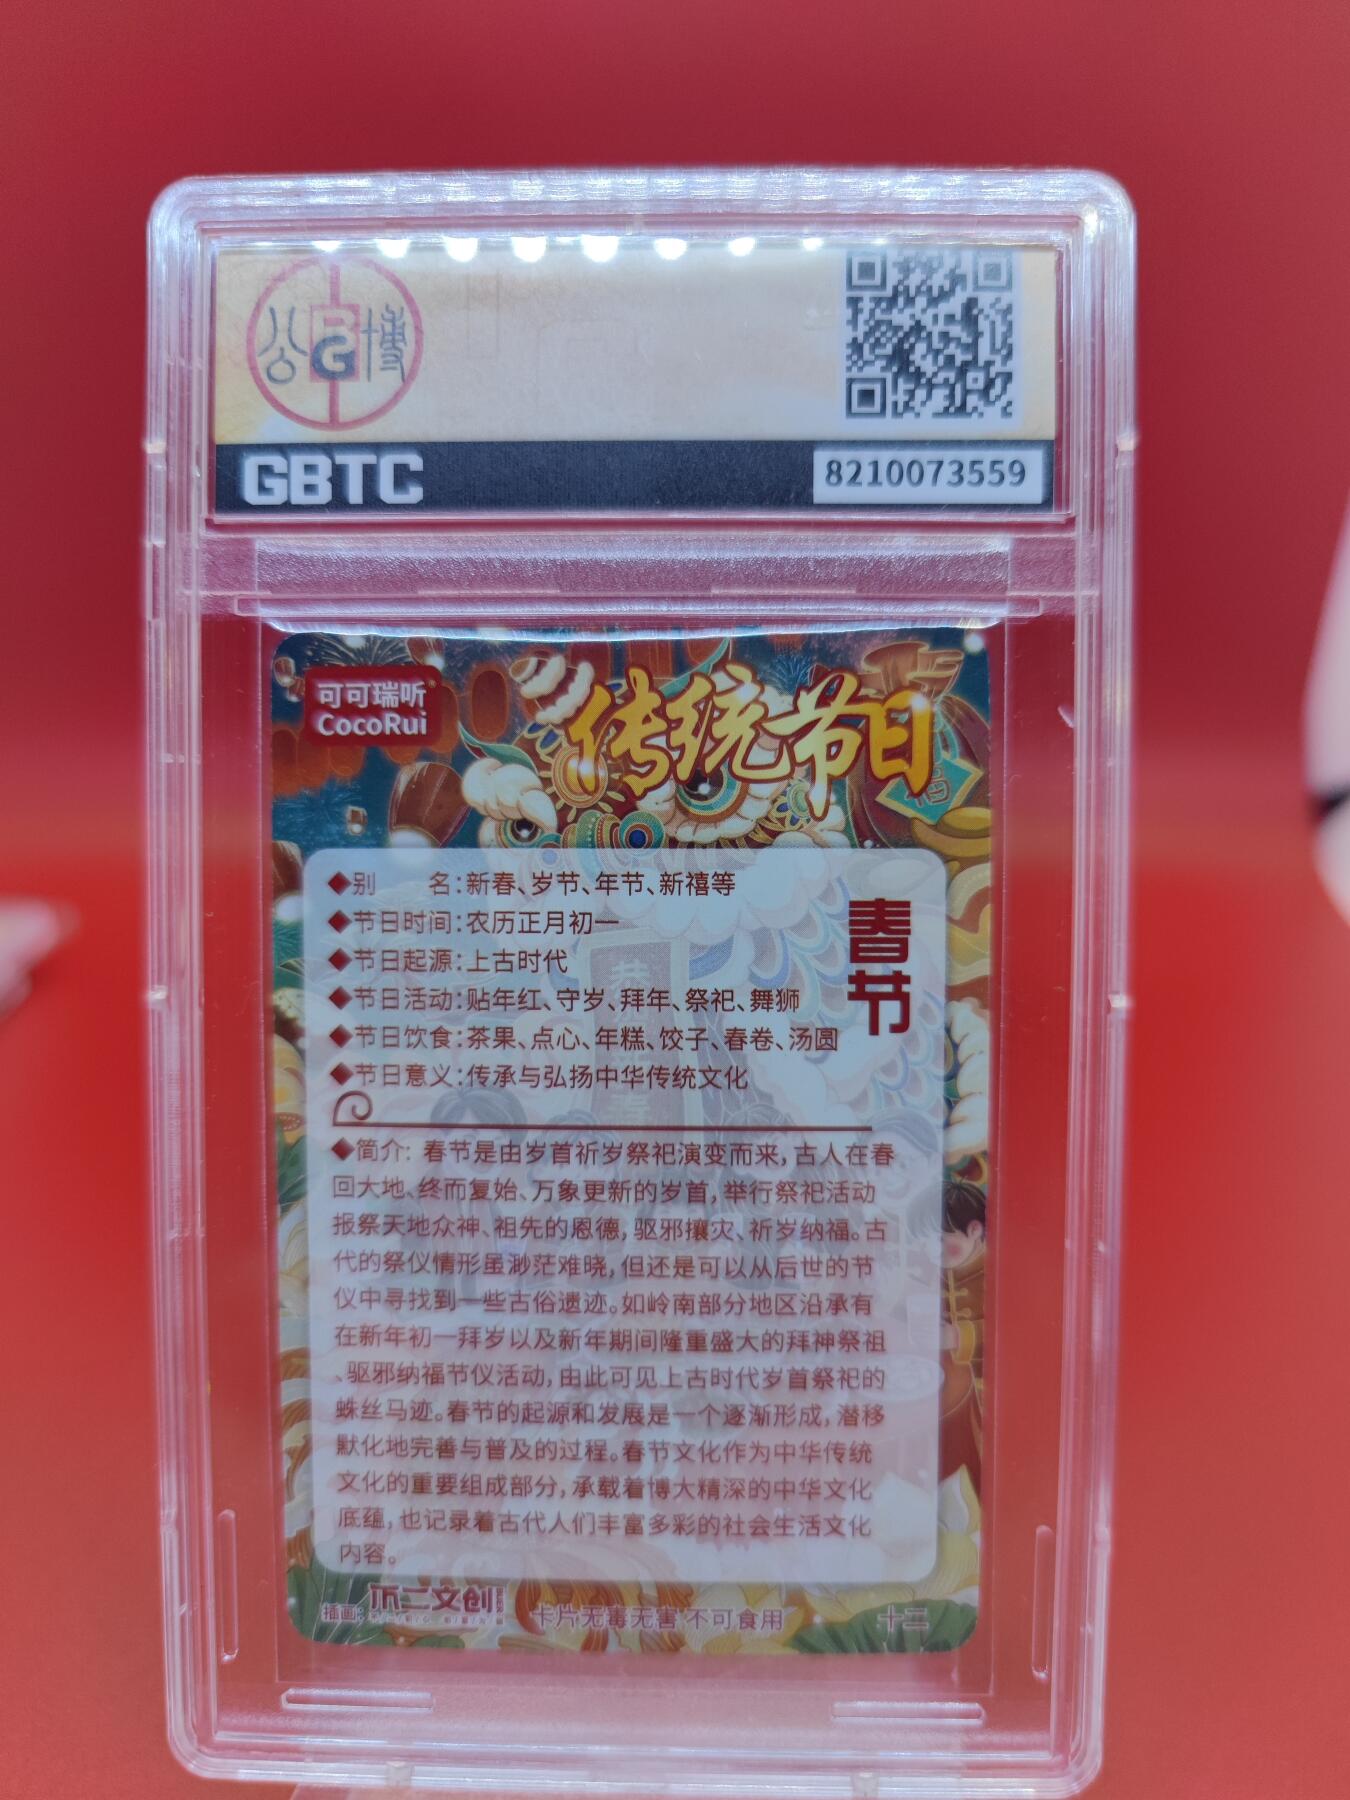 公博
G
GBTC
8210073559
可可瑞听
CocoRui
传统节日
福
春节
◆别 名:新春、岁节、年节、新禧等
◆节日时间:农历正月初一
◆节日起源:上古时代
◆节日活动:贴年红、守岁、拜年、祭祀、舞狮
◆节日饮食:茶果、点心、年糕、饺子、春卷、汤圆
◆节日意义:传承与弘扬中华传统文化
◆简介: 春节是由岁首祈岁祭祀演变而来,古人在春
回大地、终而复始、万象更新的岁首,举行祭祀活动
报祭天地众神、祖先的恩德,驱邪攘灾、祈岁纳福。古
代的祭仪情形虽渺茫难晓,但还是可以从后世的节
仪中寻找到一些古俗遗迹。如岭南部分地区沿承有
在新年初一拜岁以及新年期间隆重盛大的拜神祭祖
、驱邪纳福节仪活动,由此可见上古时代岁首祭祀的
蛛丝马迹。春节的起源和发展是一个逐渐形成,潜移
默化地完善与普及的过程。春节文化作为中华传统
文化的重要组成部分,承载着博大精深的中华文化
底蕴,也记录着古代人们丰富多彩的社会生活文化
内容。
插画: 不二文创
卡片无毒无害 不可食用
十二